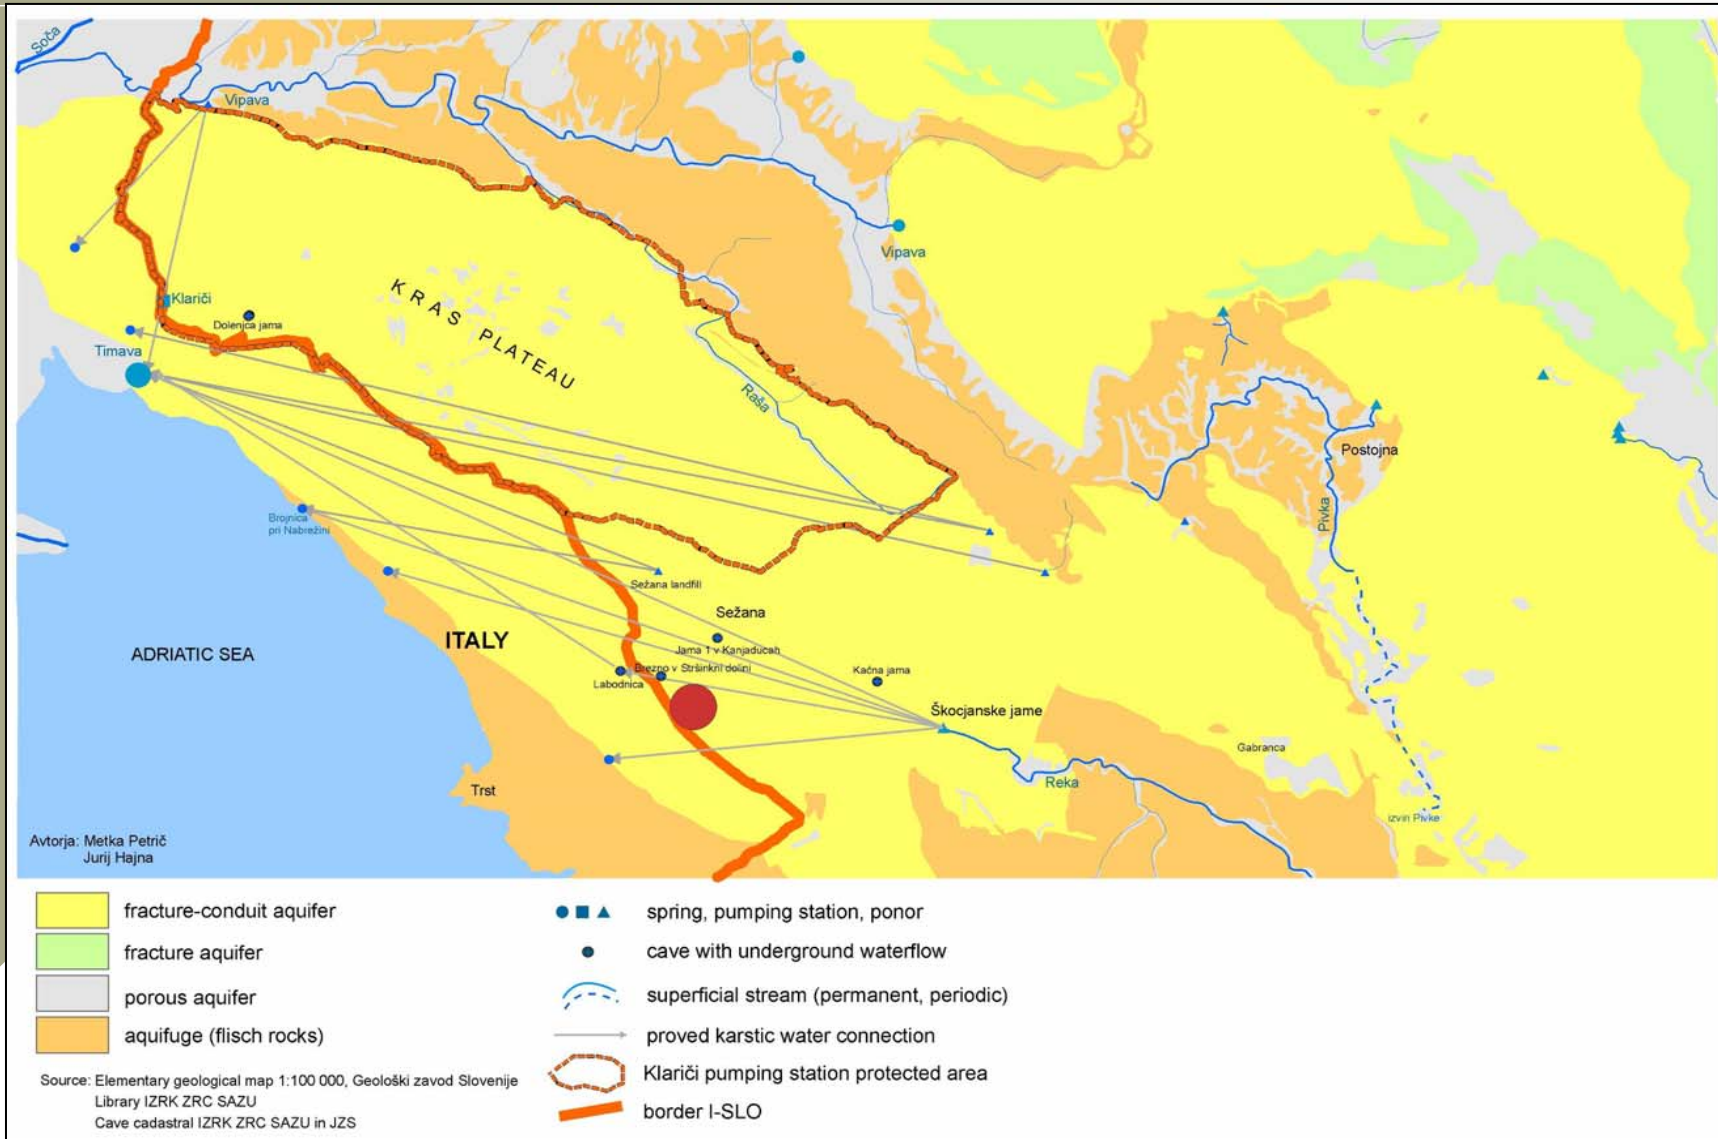 Soča
Vipava
Vipava
Klariči
Dolenjca jama
KRAS PLATEAU
Timava
Raša
Postojna
Pivka
Brojnica
pri Nabrežini
Sežana landfill
Sežana
ITALY
ADRIATIC SEA
Jama 1 v Kanjaducah
Brezno v Stršinkni dolini
Labodnica
Kačna jama
Škocjanske jame
Gabranca
Reka
Trst
izviri Pivke
Avtorja: Metka Petrič
Jurij Hajna
fracture-conduit aquifer
fracture aquifer
porous aquifer
aquifuge (flisch rocks)
Source: Elementary geological map 1:100 000, Geološki zavod Slovenije
Library IZRK ZRC SAZU
Cave cadastral IZRK ZRC SAZU in JZS
spring, pumping station, ponor
cave with underground waterflow
superficial stream (permanent, periodic)
proved karstic water connection
Klariči pumping station protected area
border I-SLO